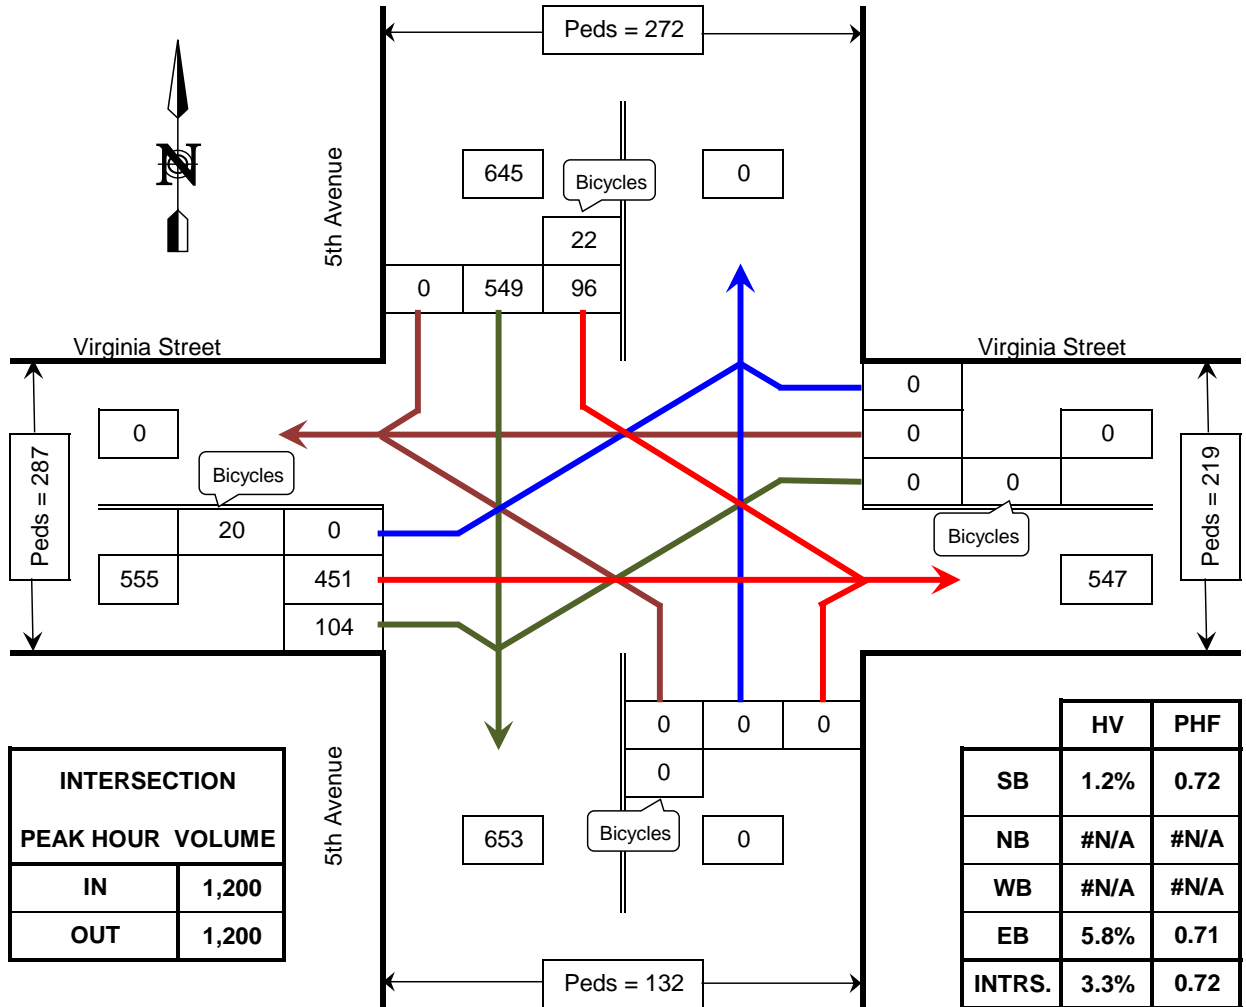 Peds = 272
N
5th Avenue
645
Bicycles
0
22
0 549 96
Virginia Street
Virginia Street
0
0
0 0
Peds = 287
Bicycles
0 0
Peds = 219
20 0
Bicycles
555 451
547
104
0 0 0
HV PHF
0
INTERSECTION
SB 1.2% 0.72
PEAK HOUR VOLUME
5th Avenue
653
Bicycles
0
NB #N/A #N/A
IN 1,200
WB #N/A #N/A
OUT 1,200
EB 5.8% 0.71
Peds = 132
INTRS. 3.3% 0.72